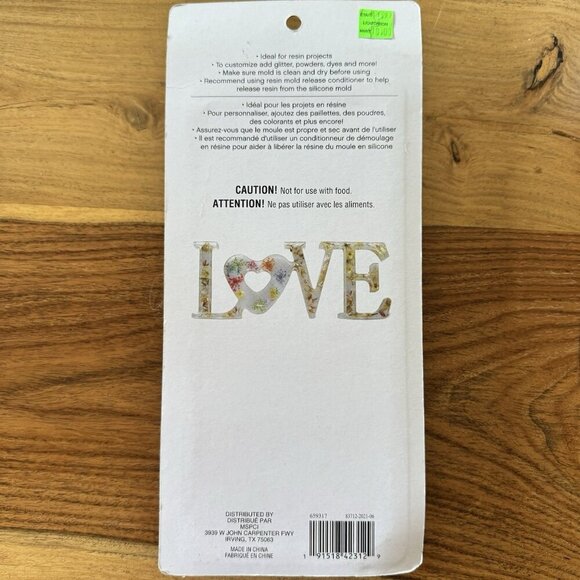 • Ideal for resin projects
• To customize add glitter, powders, dyes and more!
• Make sure mold is clean and dry before using
• Recommend using resin mold release conditioner to help
release resin from the silicone mold
• Idéal pour les projets en résine
• Pour personnaliser, ajoutez des paillettes, des poudres,
des colorants et plus encore!
• Assurez-vous que le moule est propre et sec avant de l'utiliser
• Il est recommandé d'utiliser un conditionneur de démoulage
en résine pour aider à libérer la résine du moule en silicone
CAUTION! Not for use with food.
ATTENTION! Ne pas utiliser avec les aliments.
LOVE
DISTRIBUTED BY
DISTRIBUÉ PAR
MSPCI
3939 W JOHN CARPENTER FWY
IRVING, TX 75063
MADE IN CHINA
FABRIQUÉ EN CHINE
659317 83712-2021-06
1 91518 42312 9